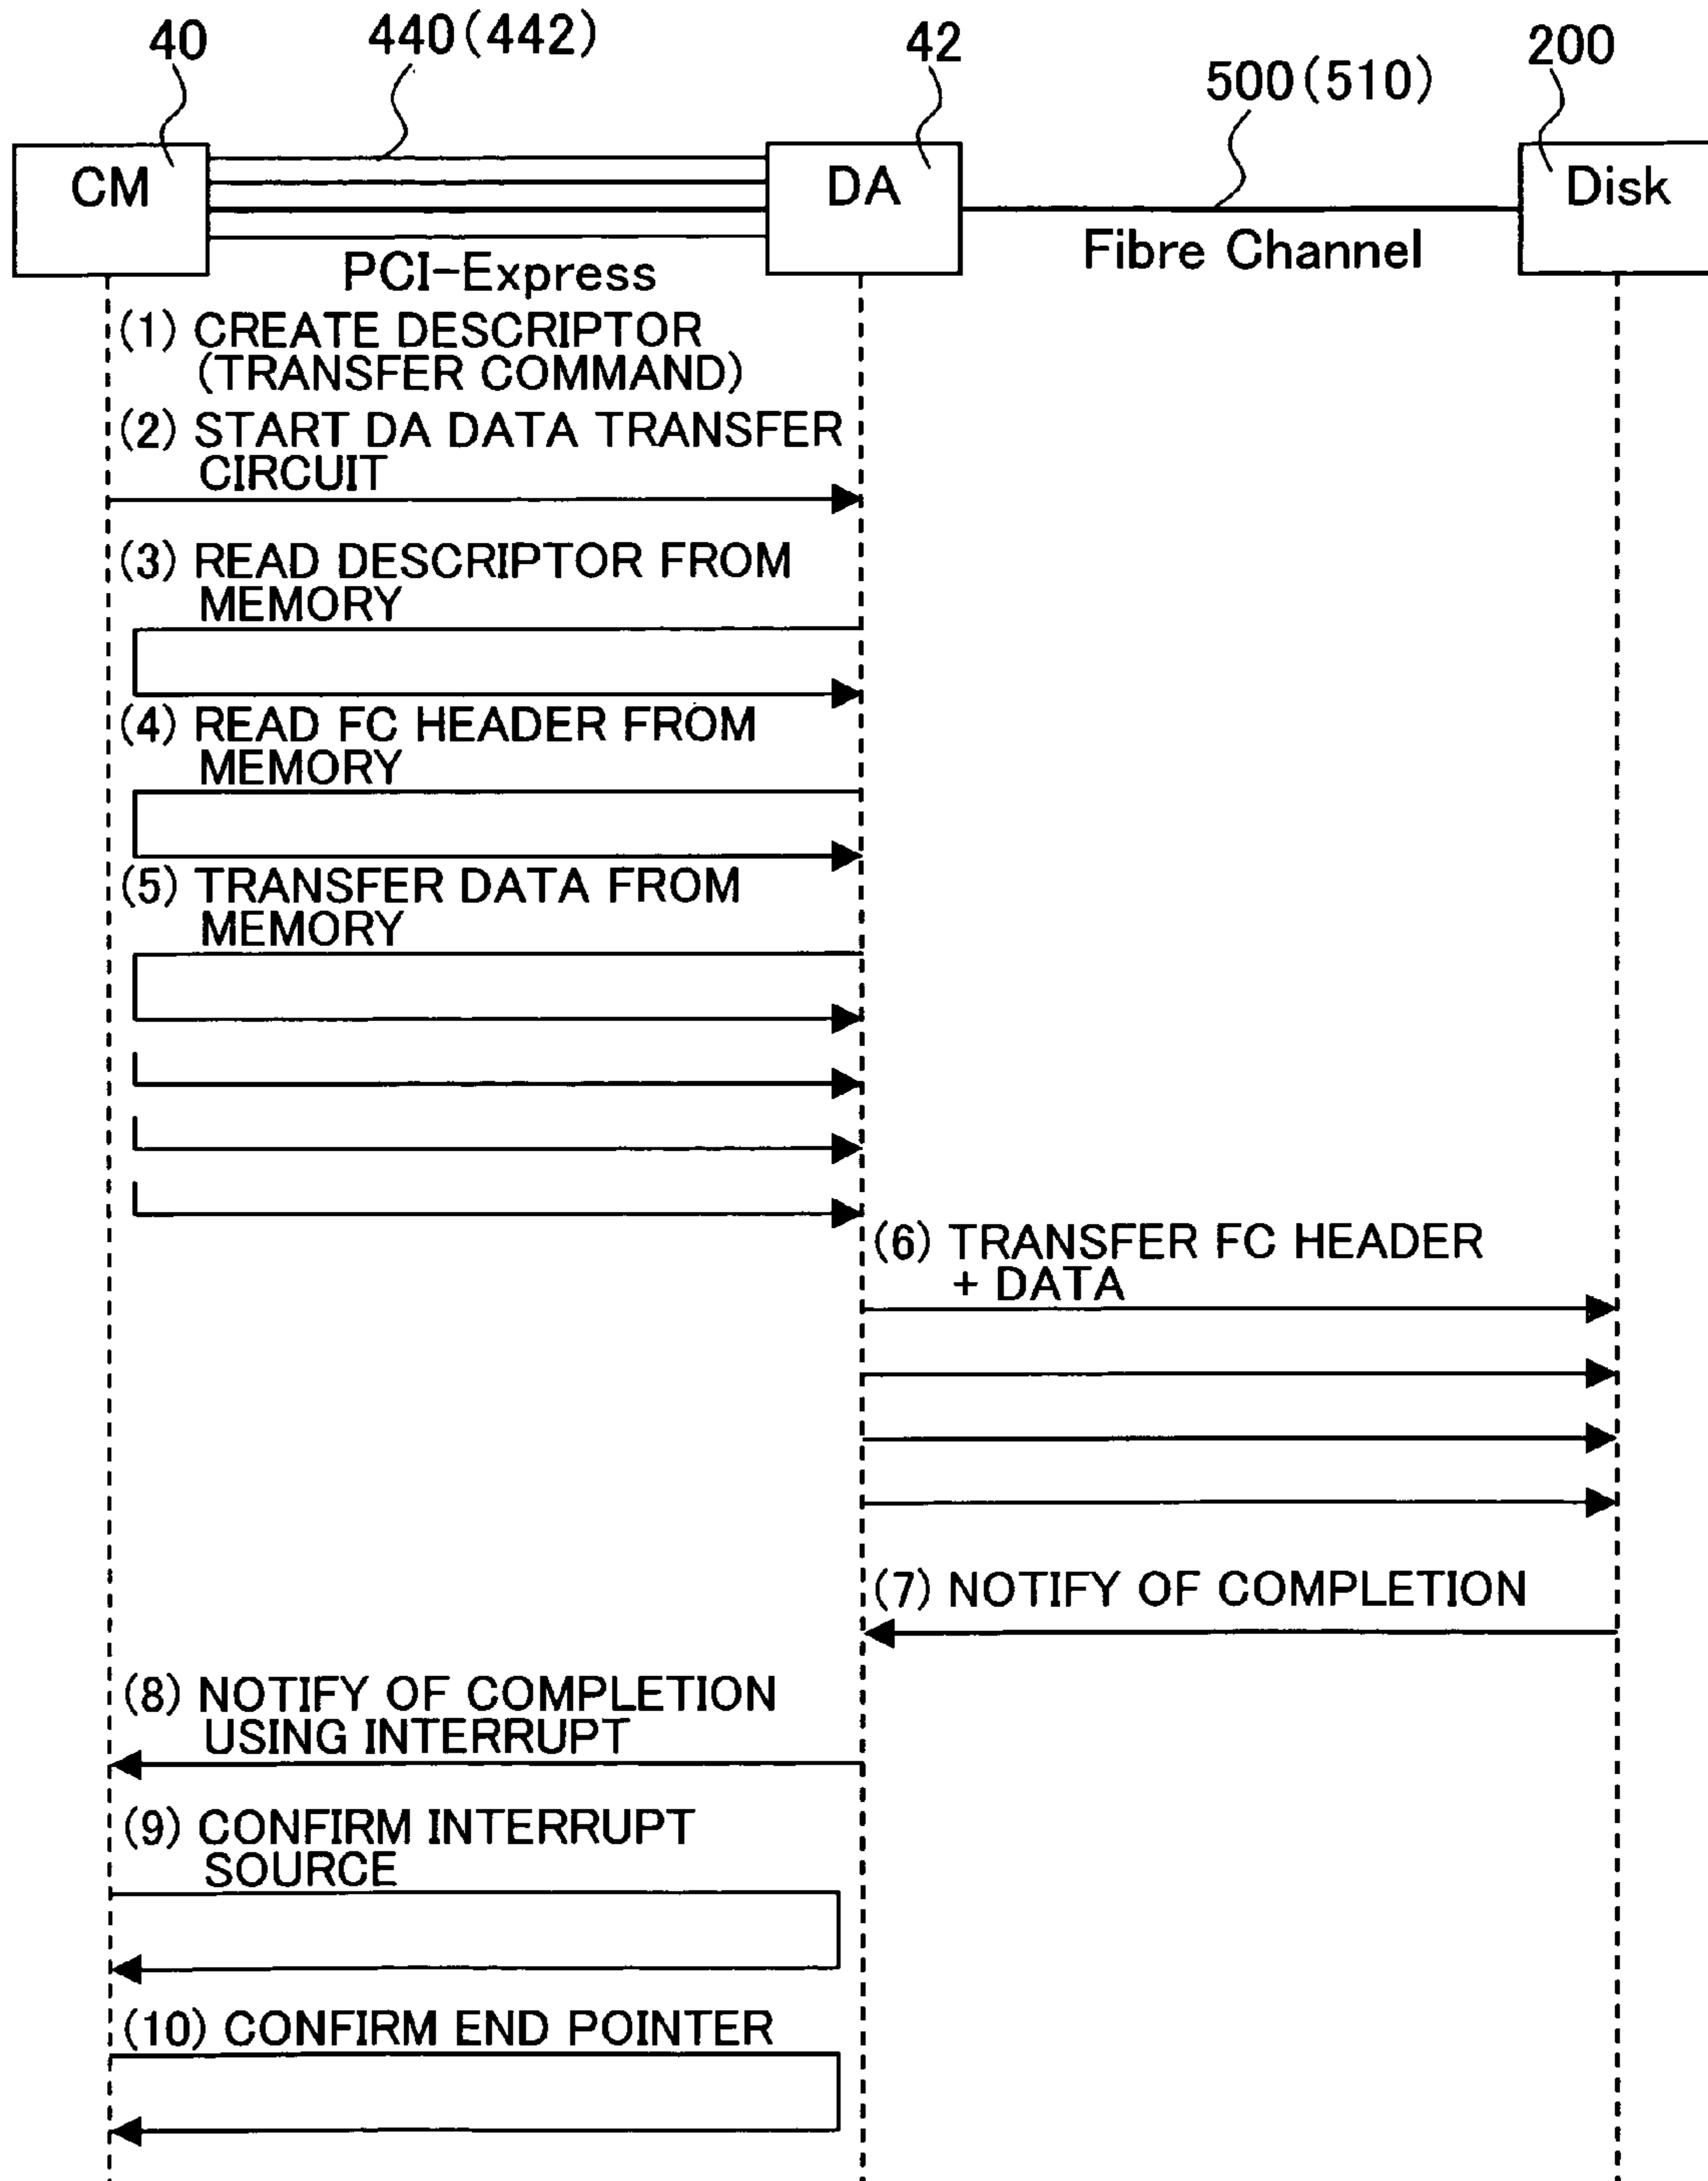 40
440(442)
42
500(510)
200
CM
DA
Disk
PCI-Express
Fibre Channel
(1) CREATE DESCRIPTOR
(TRANSFER COMMAND)
(2) START DA DATA TRANSFER
CIRCUIT
(3) READ DESCRIPTOR FROM
MEMORY
(4) READ FC HEADER FROM
MEMORY
(5) TRANSFER DATA FROM
MEMORY
(6) TRANSFER FC HEADER
+ DATA
(7) NOTIFY OF COMPLETION
(8) NOTIFY OF COMPLETION
USING INTERRUPT
(9) CONFIRM INTERRUPT
SOURCE
(10) CONFIRM END POINTER